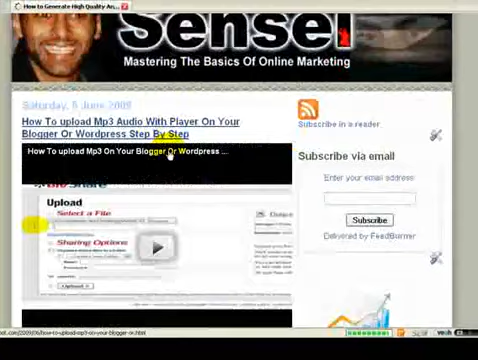 How to Generate High Quality An...
Sensei
Mastering The Basics Of Online Marketing
Saturday, 6 June 2009
How To upload Mp3 Audio With Player On Your
Blogger Or Wordpress Step By Step
How To upload Mp3 On Your Blogger Or Wordpress ...
Upload
Select a File
Sharing Options
Subscribe in a reader
Subscribe via email
Enter your email address:
Subscribe
Delivered by FeedBurner